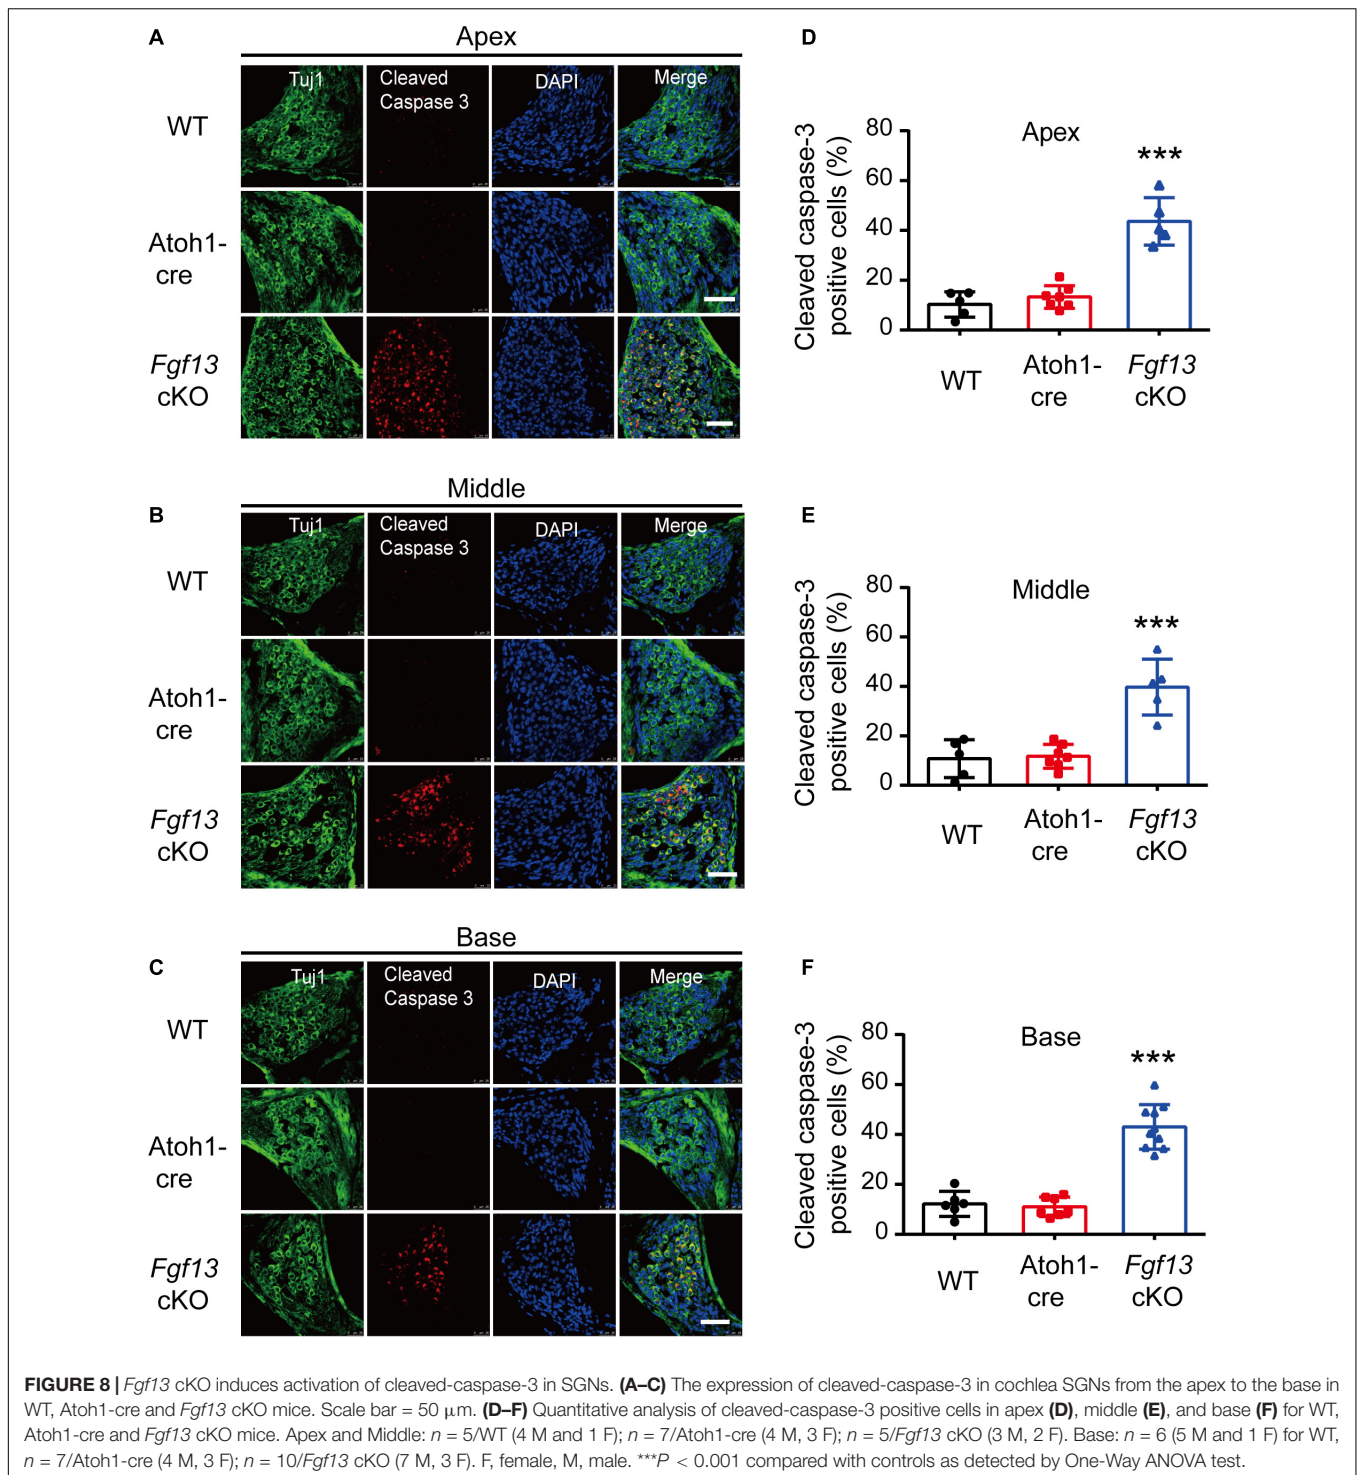 A
Apex
Tuj1
Cleaved
Caspase 3
DAPI
Merge
WT
Atoh1-
cre
Fgf13
cKO
D
Apex
***
Cleaved caspase-3
positive cells (%)
80
60
40
20
0
WT
Atoh1-
cre
Fgf13
cKO
B
Middle
Tuj1
Cleaved
Caspase 3
DAPI
Merge
WT
Atoh1-
cre
Fgf13
cKO
E
Middle
***
Cleaved caspase-3
positive cells (%)
80
60
40
20
0
WT
Atoh1-
cre
Fgf13
cKO
C
Base
Tuj1
Cleaved
Caspase 3
DAPI
Merge
WT
Atoh1-
cre
Fgf13
cKO
F
Base
***
Cleaved caspase-3
positive cells (%)
80
60
40
20
0
WT
Atoh1-
cre
Fgf13
cKO
FIGURE 8 | Fgf13 cKO induces activation of cleaved-caspase-3 in SGNs. (A–C) The expression of cleaved-caspase-3 in cochlea SGNs from the apex to the base in
WT, Atoh1-cre and Fgf13 cKO mice. Scale bar = 50 μm. (D–F) Quantitative analysis of cleaved-caspase-3 positive cells in apex (D), middle (E), and base (F) for WT,
Atoh1-cre and Fgf13 cKO mice. Apex and Middle: n = 5/WT (4 M and 1 F); n = 7/Atoh1-cre (4 M, 3 F); n = 5/Fgf13 cKO (3 M, 2 F). Base: n = 6 (5 M and 1 F) for WT,
n = 7/Atoh1-cre (4 M, 3 F); n = 10/Fgf13 cKO (7 M, 3 F). F, female, M, male. ***P < 0.001 compared with controls as detected by One-Way ANOVA test.